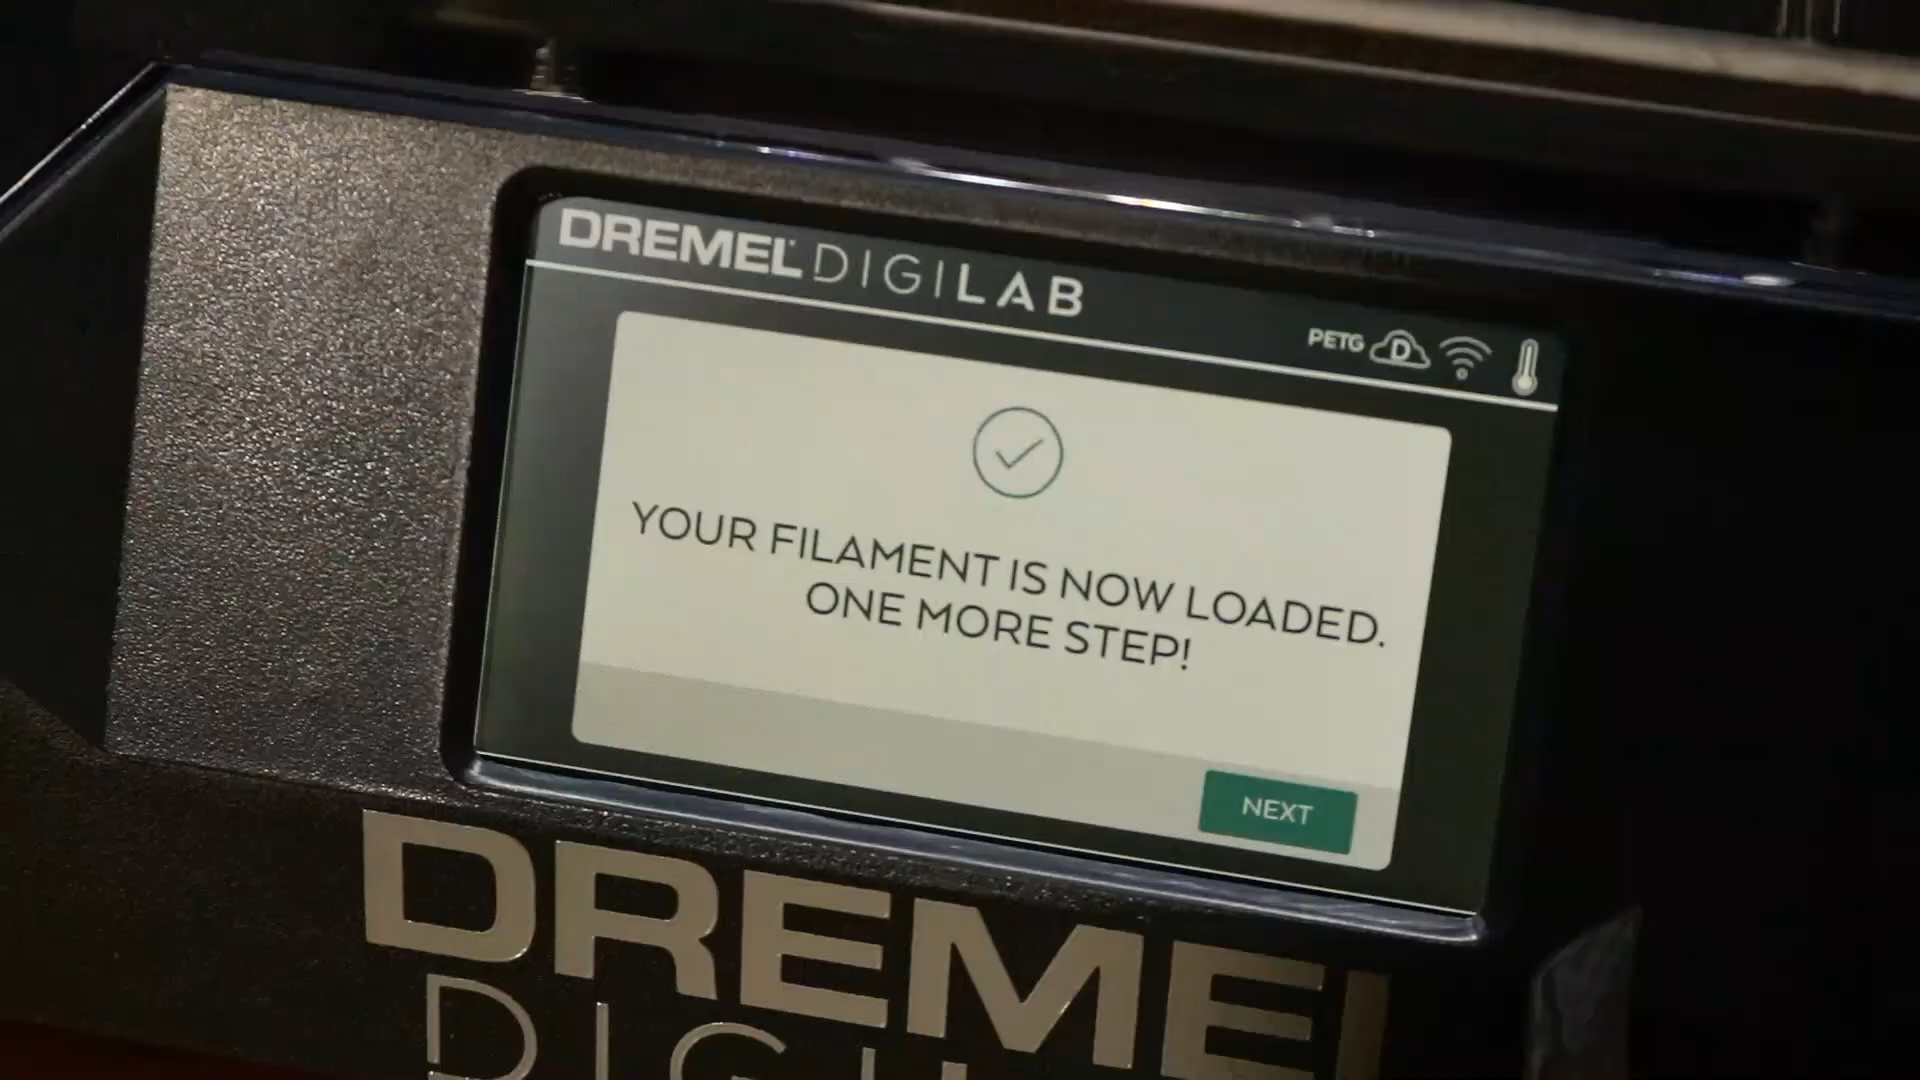 DREMEL DIGILAB
PETG D
YOUR FILAMENT IS NOW LOADED.
ONE MORE STEP!
NEXT
DREMEL